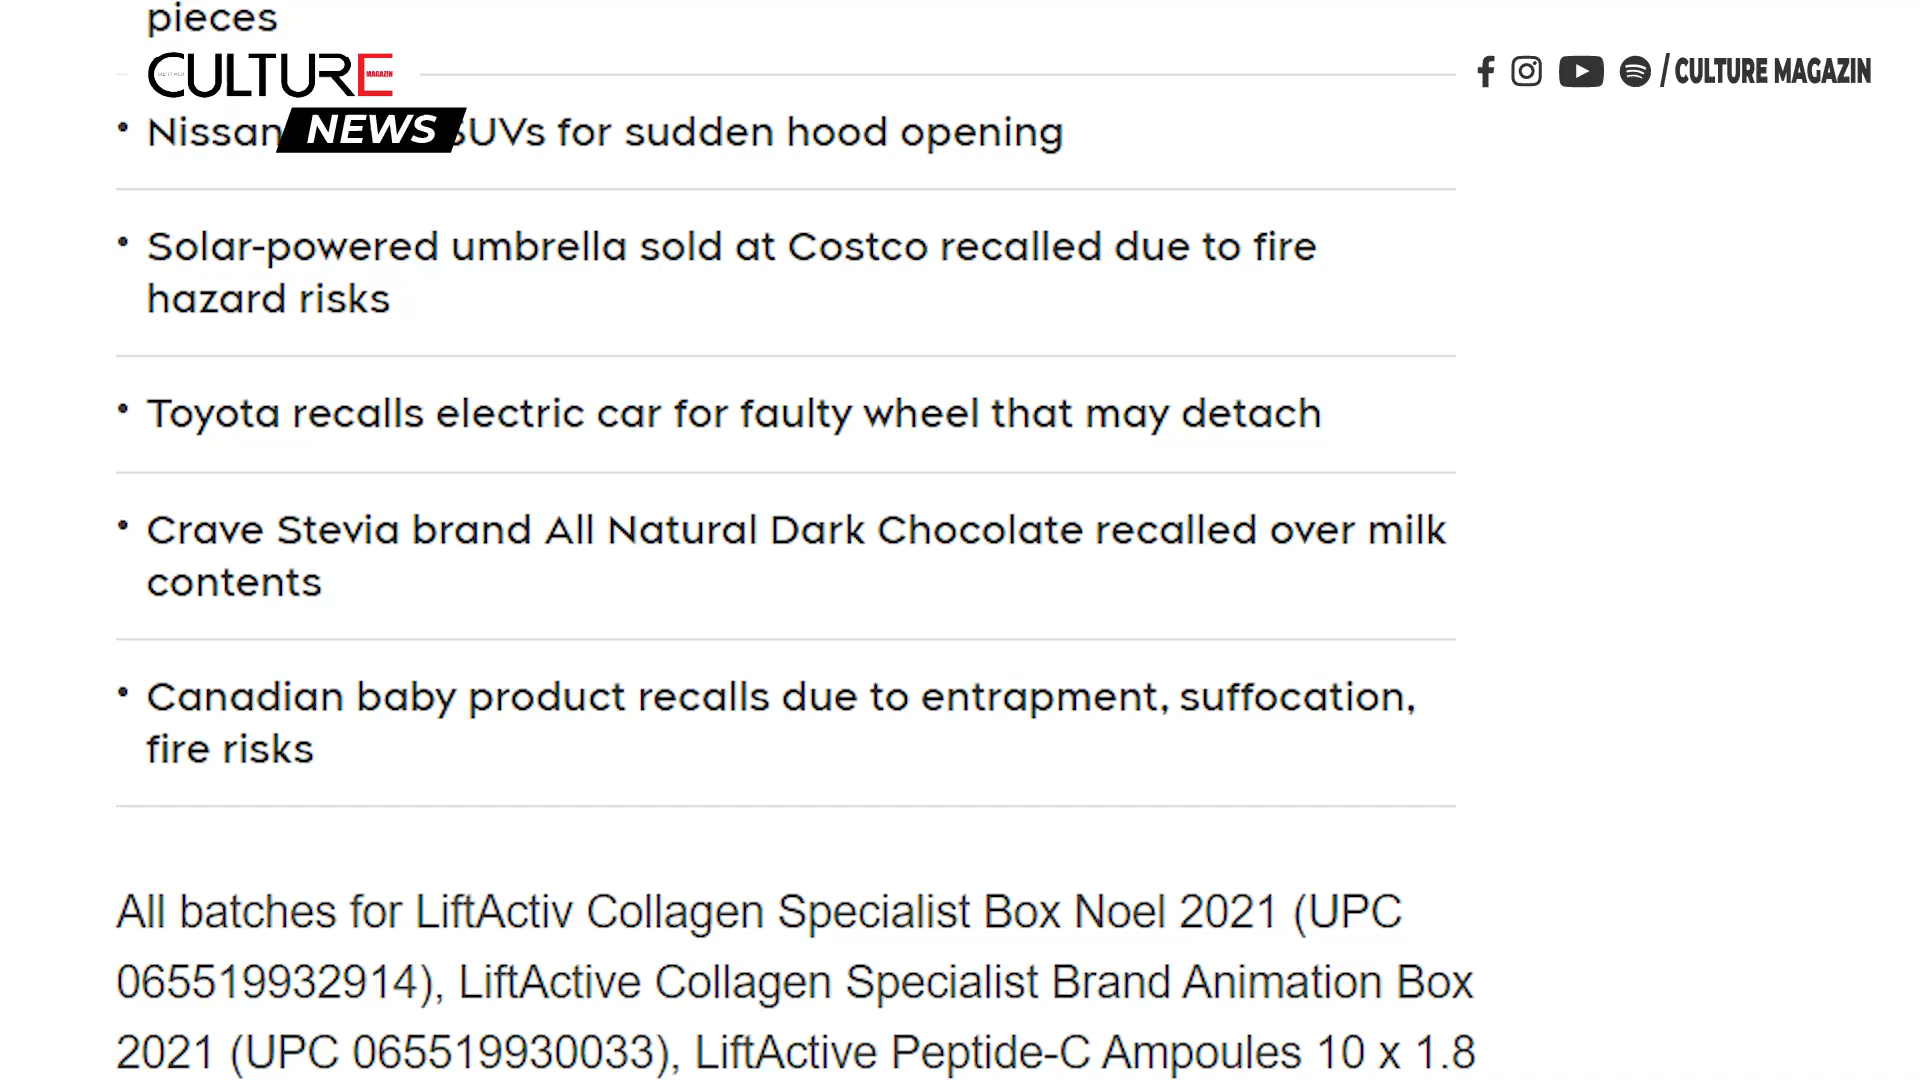 pieces
CULTURE
MAGAZIN
/ CULTURE MAGAZIN
NEWS
• Nissan SUVs for sudden hood opening
• Solar-powered umbrella sold at Costco recalled due to fire
hazard risks
• Toyota recalls electric car for faulty wheel that may detach
• Crave Stevia brand All Natural Dark Chocolate recalled over milk
contents
• Canadian baby product recalls due to entrapment, suffocation,
fire risks
All batches for LiftActiv Collagen Specialist Box Noel 2021 (UPC
065519932914), LiftActive Collagen Specialist Brand Animation Box
2021 (UPC 065519930033), LiftActive Peptide-C Ampoules 10 x 1.8